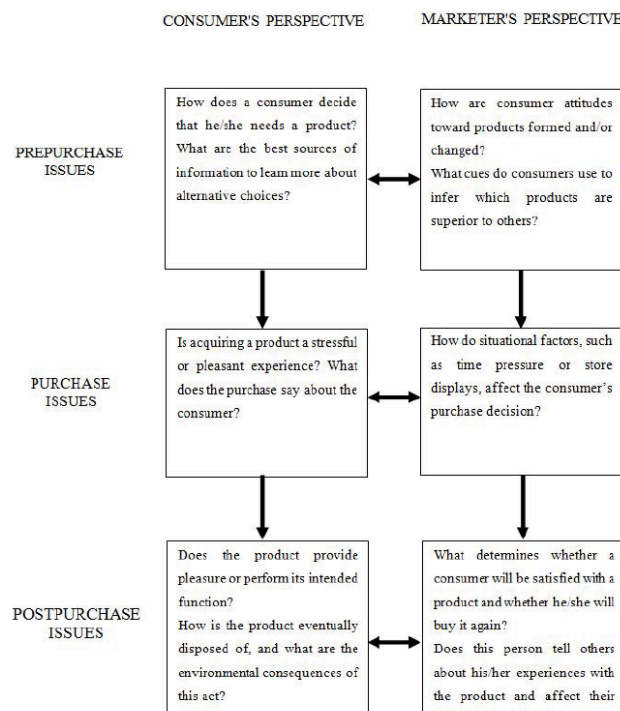 CONSUMER'S PERSPECTIVE
MARKETER'S PERSPECTIVE
PREPURCHASE
ISSUES
How does a consumer decide
that he/she needs a product?
What are the best sources of
information to learn more about
alternative choices?
How are consumer attitudes
toward products formed and/or
changed?
What cues do consumers use to
infer which products are
superior to others?
PURCHASE
ISSUES
Is acquiring a product a stressful
or pleasant experience? What
does the purchase say about the
consumer?
How do situational factors, such
as time pressure or store
displays, affect the consumer's
purchase decision?
POSTPURCHASE
ISSUES
Does the product provide
pleasure or perform its intended
function?
How is the product eventually
disposed of, and what are the
environmental consequences of
this act?
What determines whether a
consumer will be satisfied with a
product and whether he/she will
buy it again?
Does this person tell others
about his/her experiences with
the product and affect their